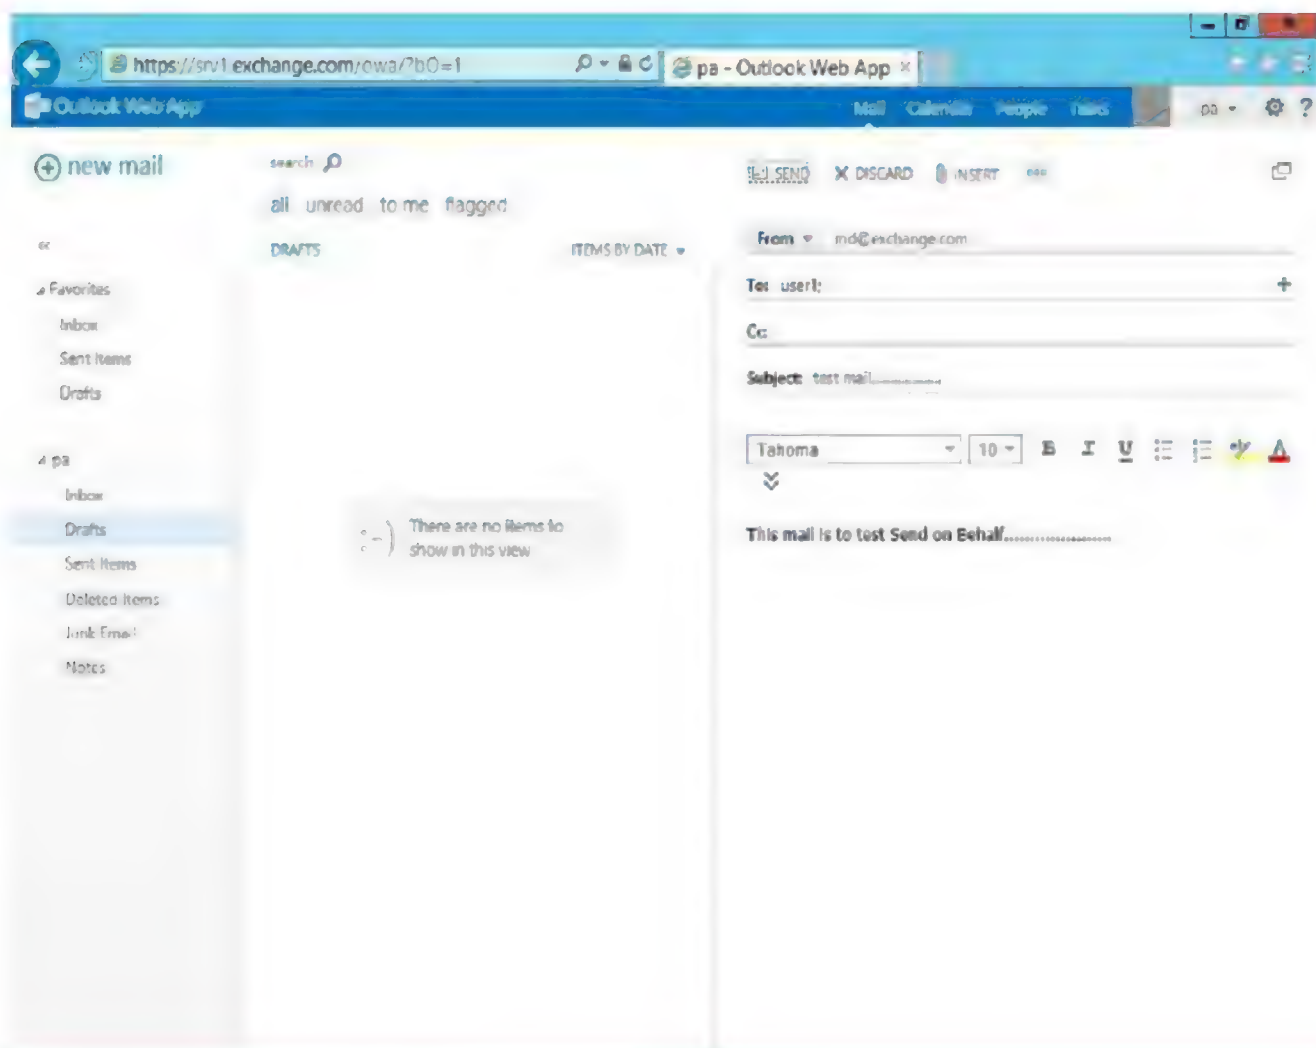 https://srv1.exchange.com/owa/?bO=1
pa - Outlook Web App ×
Outlook Web App
Mail Calendar People Tasks pa ?
new mail
search
all unread to me flagged
DRAFTS ITEMS BY DATE
Favorites
Inbox
Sent Items
Drafts
pa
Inbox
Drafts
Sent Items
Deleted Items
Junk Email
Notes
There are no items to
show in this view
SEND X DISCARD INSERT
From md@exchange.com
To: user1;
Cc:
Subject: test mail................
Tahoma 10 B I U A
This mail is to test Send on Behalf......................